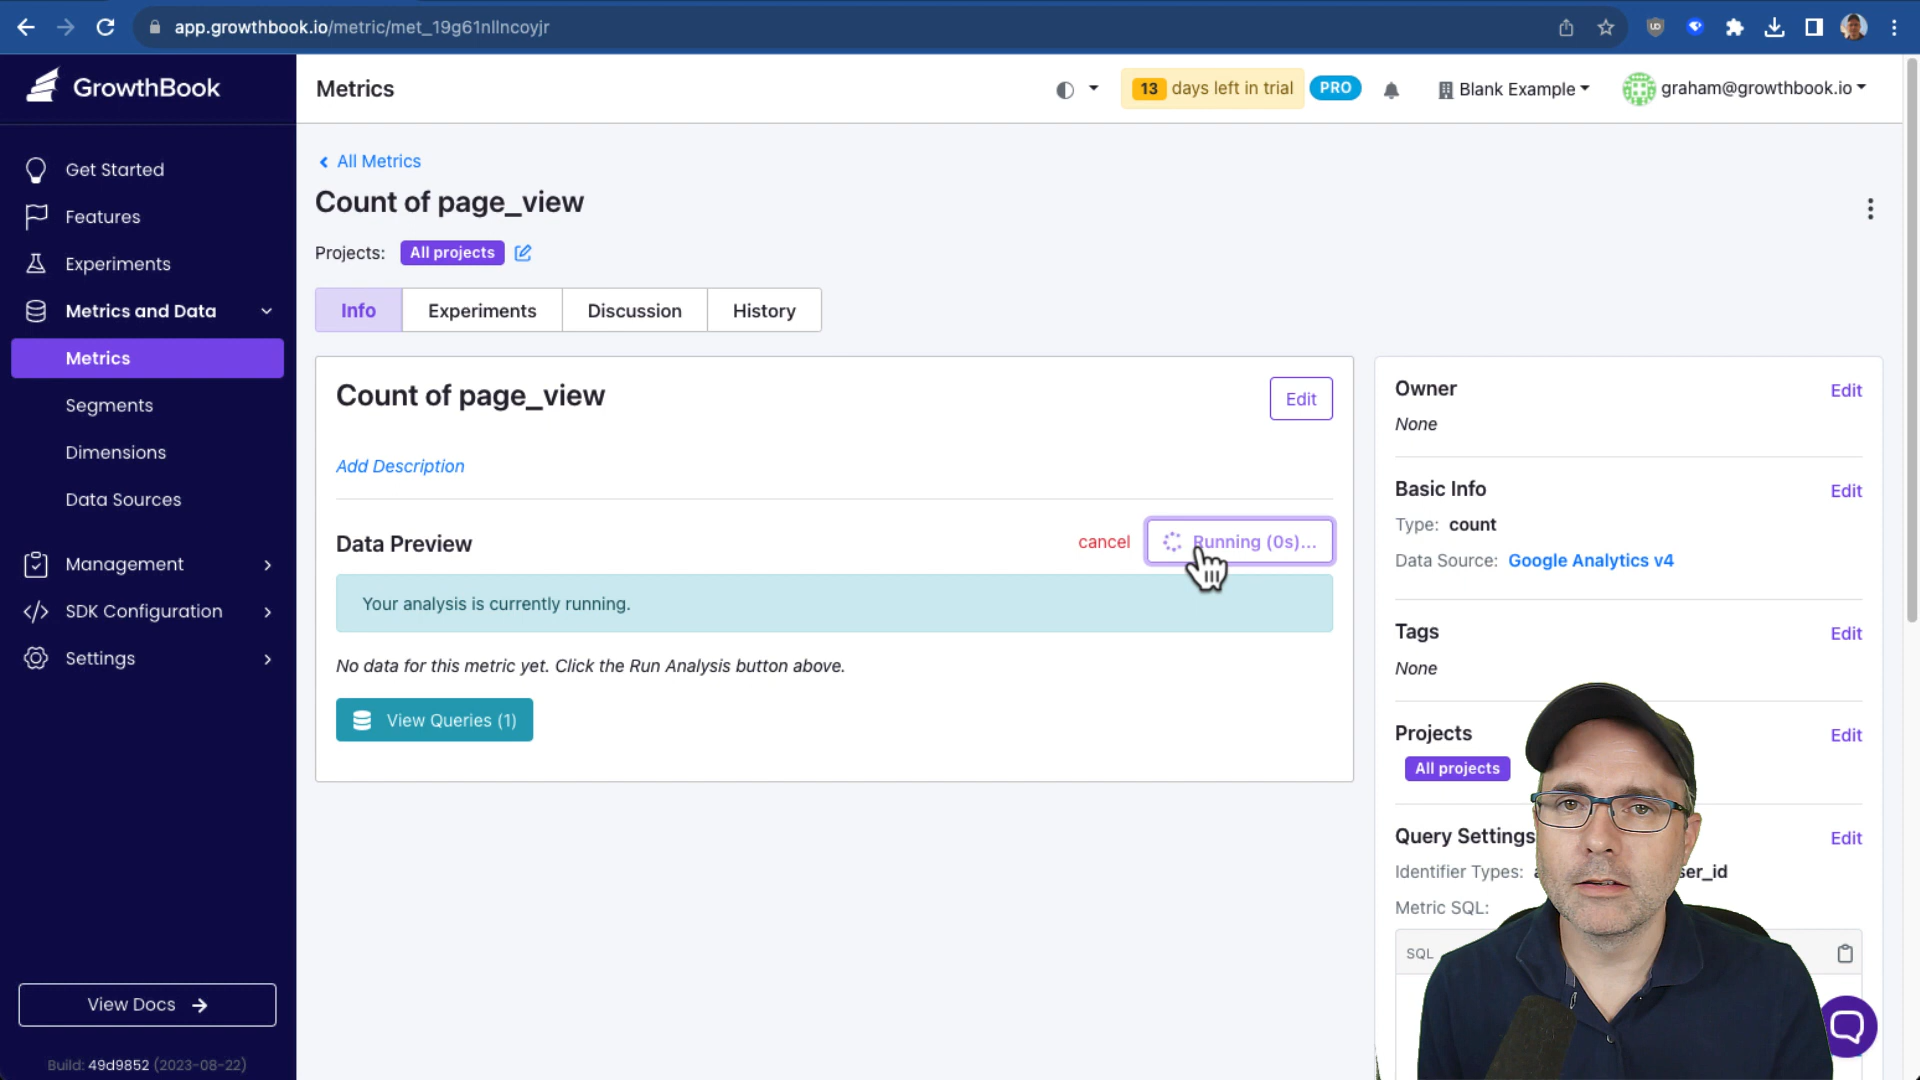 app.growthbook.io/metric/met_19g61nllncoyjr
GrowthBook
Metrics
13 days left in trial
PRO
Blank Example
graham@growthbook.io
Get Started
Features
Experiments
Metrics and Data
Metrics
Segments
Dimensions
Data Sources
Management
SDK Configuration
Settings
View Docs
Build: 49d9852 (2023-08-22)
All Metrics
Count of page_view
Projects: All projects
Info
Experiments
Discussion
History
Count of page_view
Edit
Add Description
Data Preview
cancel
Running (0s)...
Your analysis is currently running.
No data for this metric yet. Click the Run Analysis button above.
View Queries (1)
Owner
Edit
None
Basic Info
Edit
Type: count
Data Source: Google Analytics v4
Tags
Edit
None
Projects
Edit
All projects
Query Settings
Edit
Identifier Types:
Metric SQL:
SQL